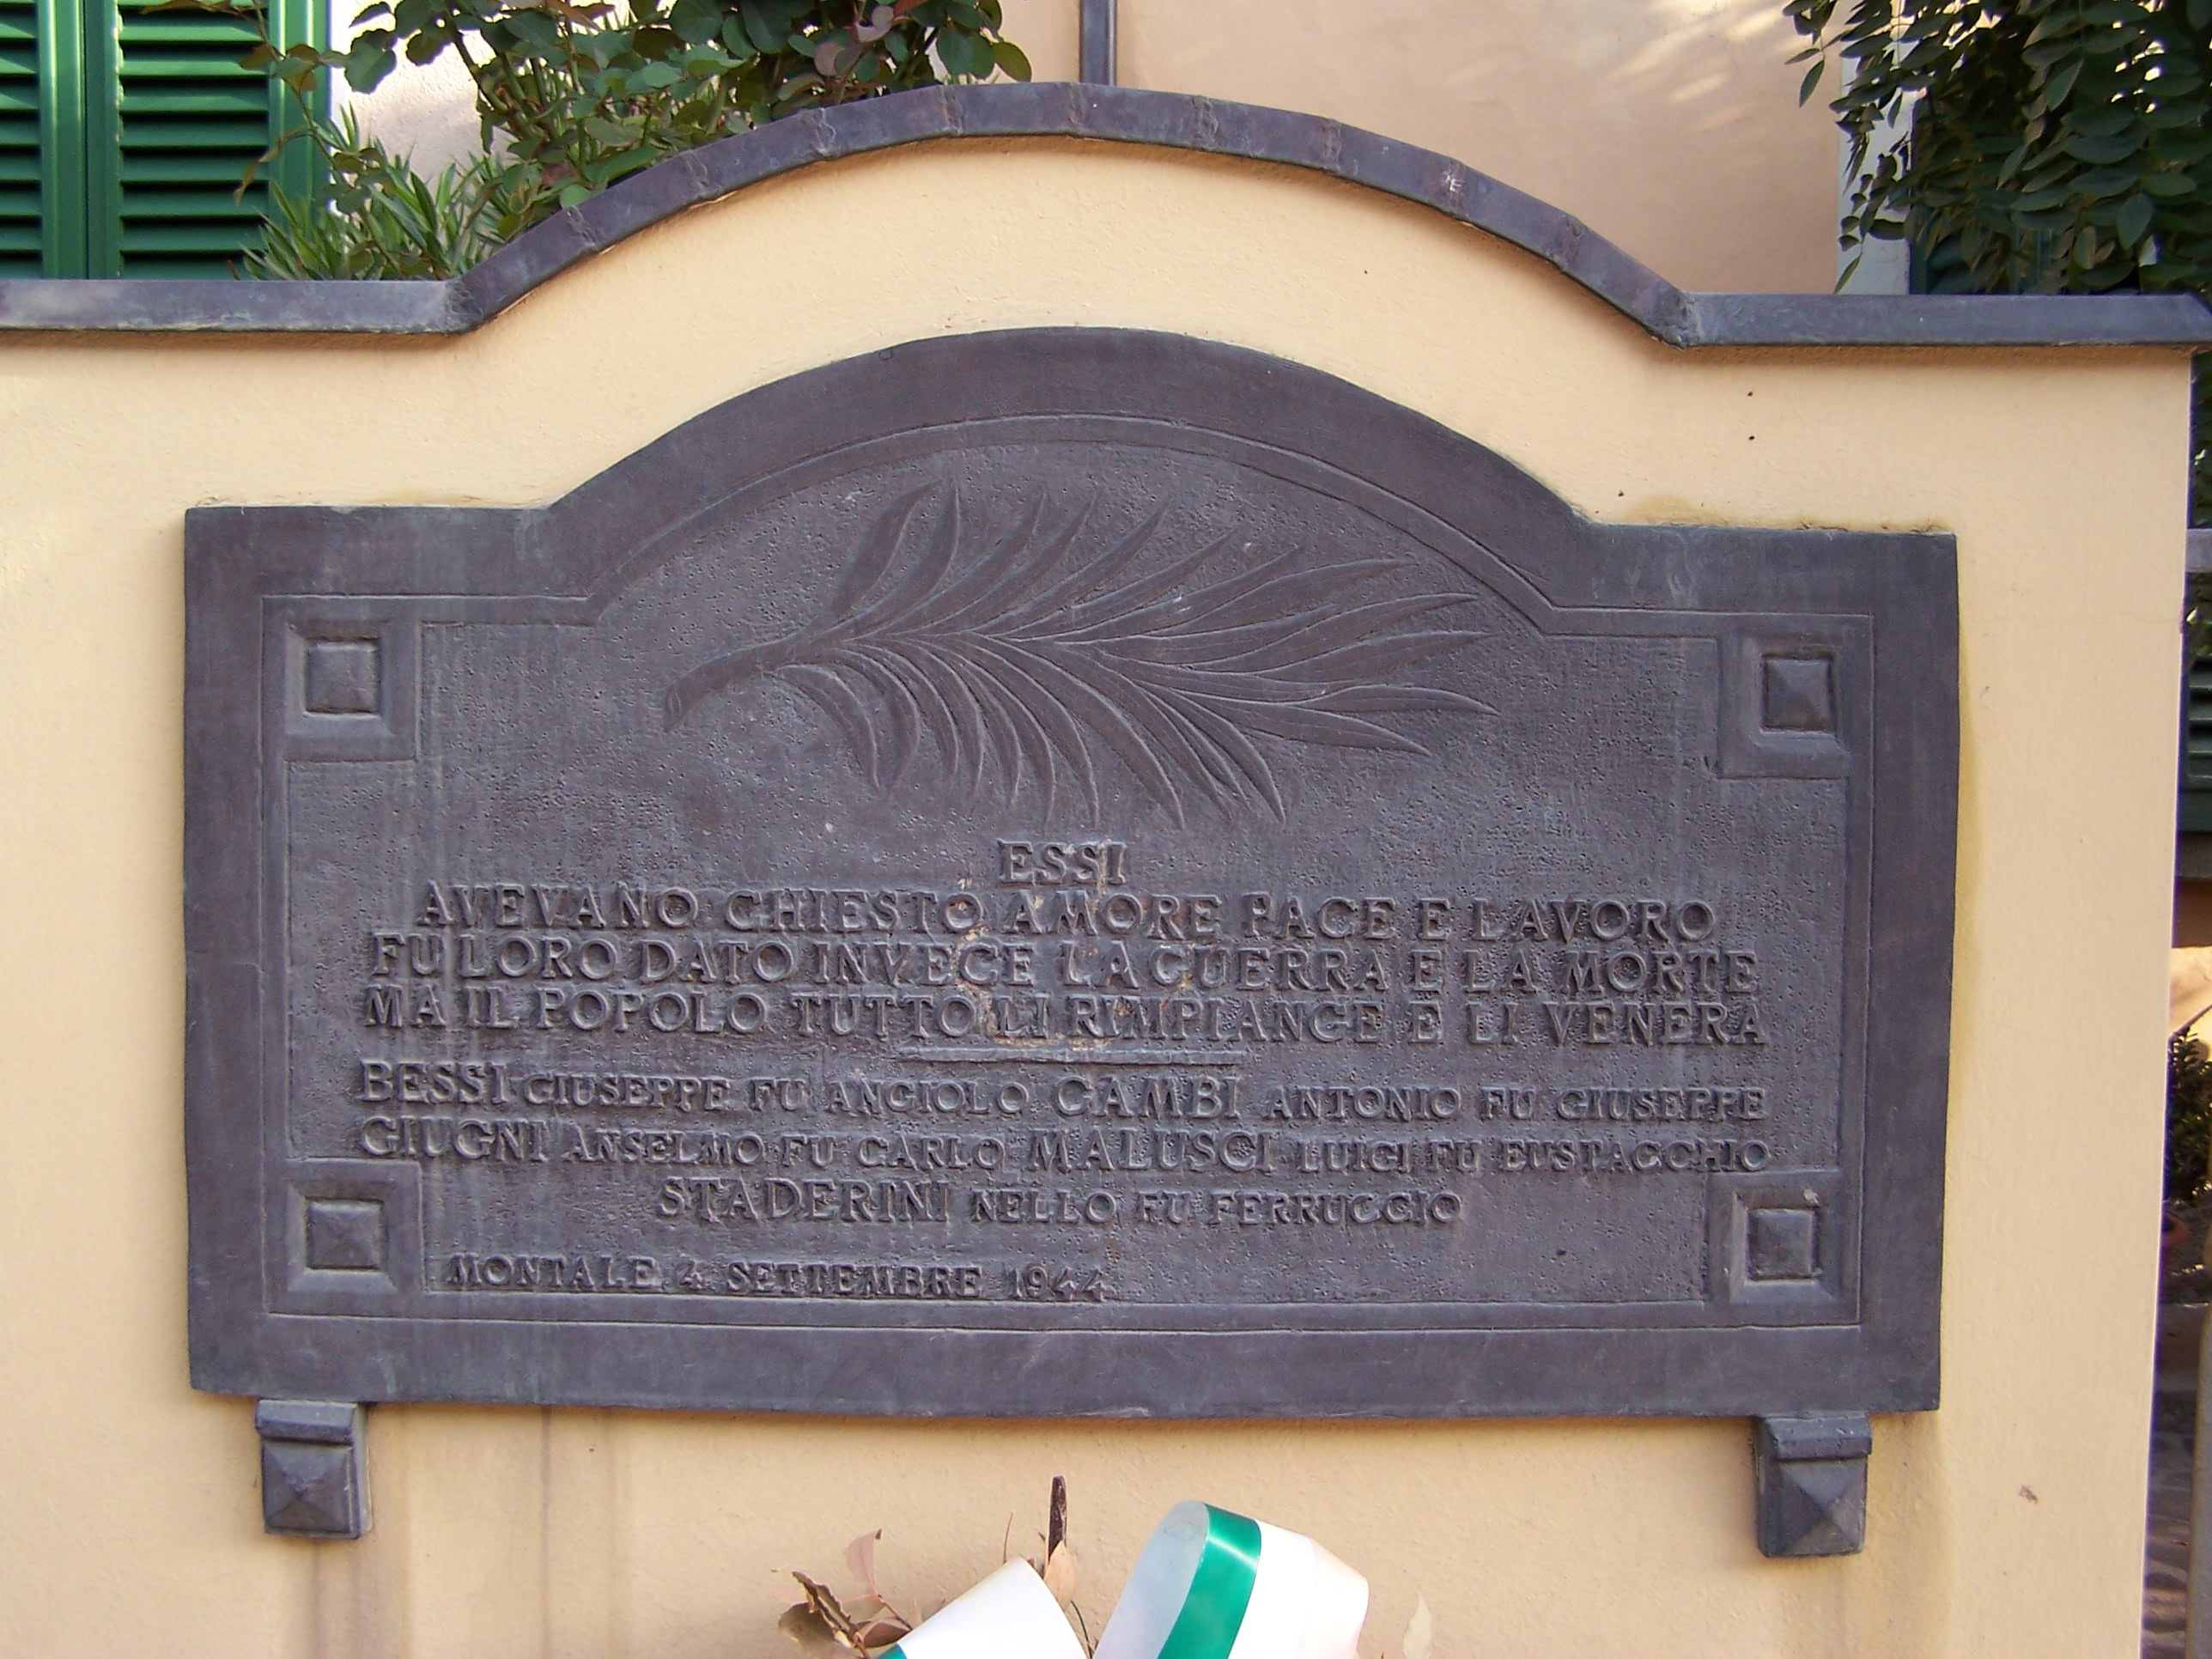 ESSI
AVEVANO CHIESTO AMORE PACE E LAVORO
FU LORO DATO INVECE LA GUERRA E LA MORTE
MA IL POPOLO TUTTO LI RIMPIANGE E LI VENERA
BESSI GIUSEPPE FU ANGIOLO GAMBI ANTONIO FU GIUSEPPE
GIUGNI ANSELMO FU CARLO MALUSCI LUIGI FU EUSTACCHIO
STADERINI NELLO FU FERRUCCIO
MONTALE 4 SETTEMBRE 1944